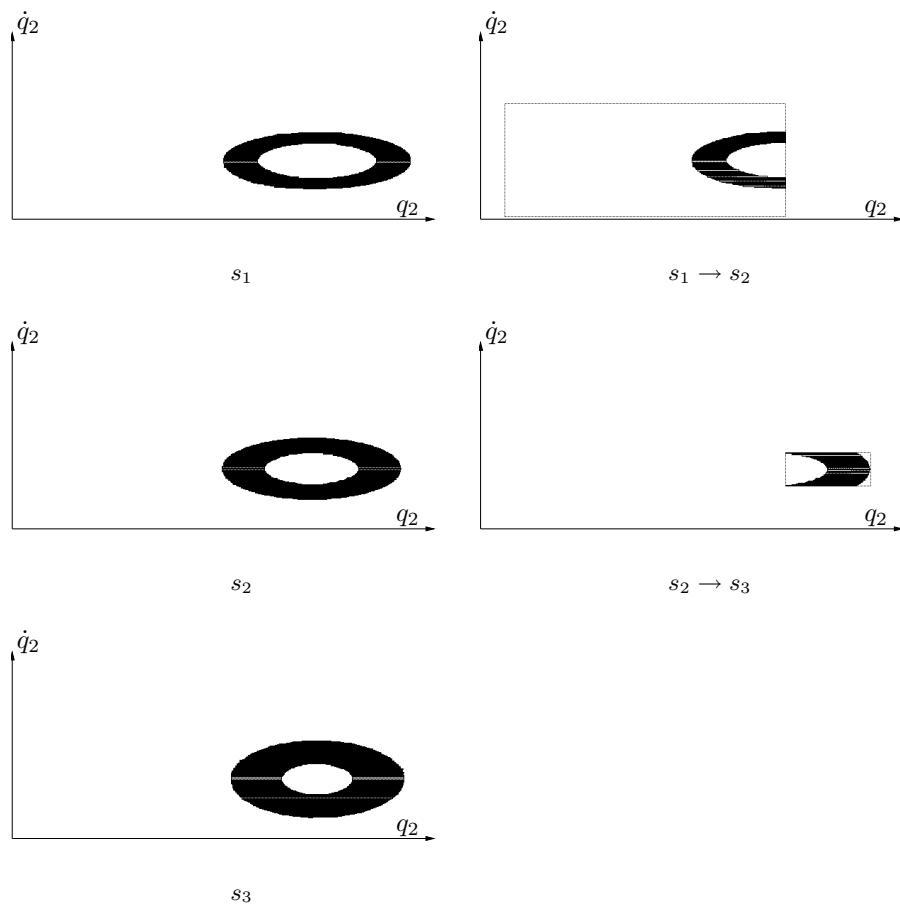 q̇₂ q̇₂
q₂ q₂
s₁ s₁ → s₂
q̇₂ q̇₂
q₂ q₂
s₂ s₂ → s₃
q̇₂
q₂
s₃